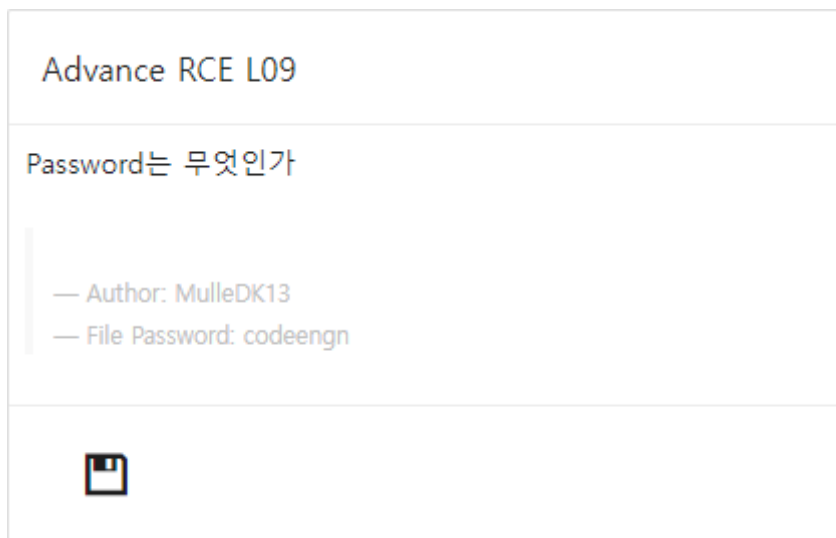 Advance RCE L09
Password는 무엇인가
— Author: MulleDK13
— File Password: codeengn